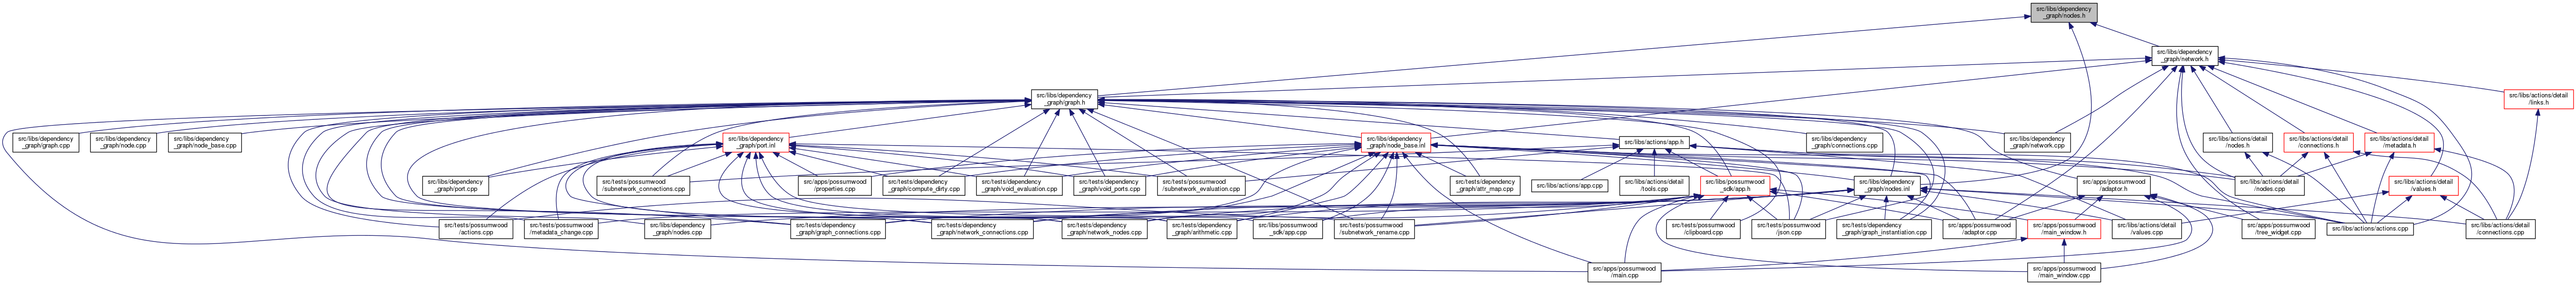 src/libs/dependency
_graph/nodes.h
src/libs/dependency
_graph/network.h
src/libs/dependency
_graph/graph.h
src/libs/actions/detail
/links.h
src/libs/dependency
_graph/graph.cpp
src/libs/dependency
_graph/node.cpp
src/libs/dependency
_graph/node_base.cpp
src/libs/dependency
_graph/port.inl
src/libs/dependency
_graph/node_base.inl
src/libs/actions/app.h
src/libs/dependency
_graph/connections.cpp
src/libs/dependency
_graph/network.cpp
src/libs/actions/detail
/nodes.h
src/libs/actions/detail
/connections.h
src/libs/actions/detail
/metadata.h
src/libs/dependency
_graph/port.cpp
src/tests/possumwood
/subnetwork_connections.cpp
src/apps/possumwood
/properties.cpp
src/tests/dependency
_graph/compute_dirty.cpp
src/tests/dependency
_graph/void_evaluation.cpp
src/tests/dependency
_graph/void_ports.cpp
src/tests/possumwood
/subnetwork_evaluation.cpp
src/tests/dependency
_graph/attr_map.cpp
src/libs/actions/app.cpp
src/libs/actions/detail
/tools.cpp
src/libs/possumwood
_sdk/app.h
src/libs/dependency
_graph/nodes.inl
src/apps/possumwood
/adaptor.h
src/libs/actions/detail
/nodes.cpp
src/libs/actions/detail
/values.h
src/tests/possumwood
/actions.cpp
src/tests/possumwood
/metadata_change.cpp
src/libs/dependency
_graph/nodes.cpp
src/tests/dependency
_graph/graph_connections.cpp
src/tests/dependency
_graph/network_connections.cpp
src/tests/dependency
_graph/network_nodes.cpp
src/tests/dependency
_graph/arithmetic.cpp
src/libs/possumwood
_sdk/app.cpp
src/tests/possumwood
/subnetwork_rename.cpp
src/tests/possumwood
/clipboard.cpp
src/tests/possumwood
/json.cpp
src/tests/dependency
_graph/graph_instantiation.cpp
src/apps/possumwood
/adaptor.cpp
src/apps/possumwood
/main_window.h
src/libs/actions/detail
/values.cpp
src/apps/possumwood
/tree_widget.cpp
src/libs/actions/actions.cpp
src/libs/actions/detail
/connections.cpp
src/apps/possumwood
/main.cpp
src/apps/possumwood
/main_window.cpp